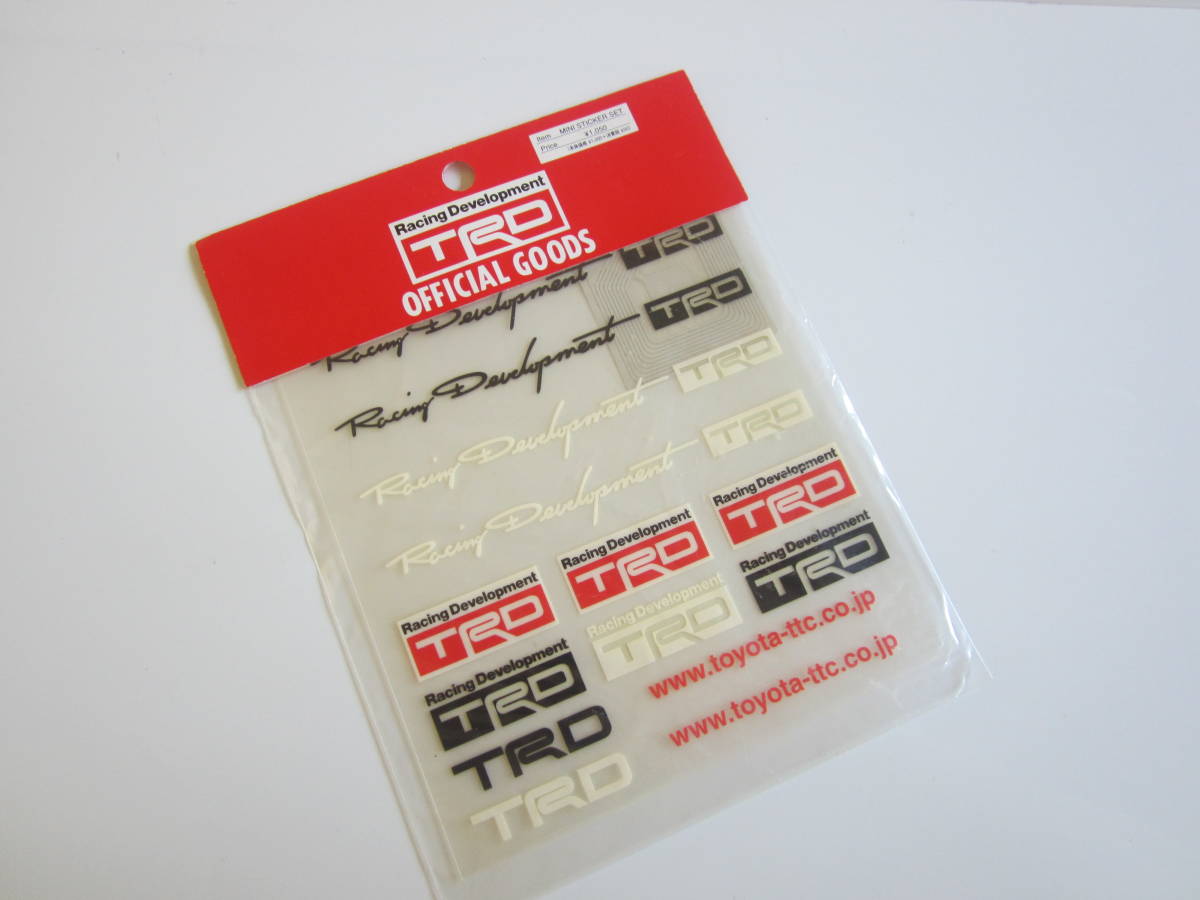 Item MINI STICKER SET
Price ¥1,050
Racing Development
TRD
OFFICIAL GOODS
Racing Development TRD
Racing Development TRD
Racing Development TRD
Racing Development TRD
Racing Development
TRD
Racing Development
TRD
Racing Development
TRD
Racing Development
TRD
Racing Development
TRD
Racing Development
TRD
TRD
TRD
www.toyota-ttc.co.jp
www.toyota-ttc.co.jp